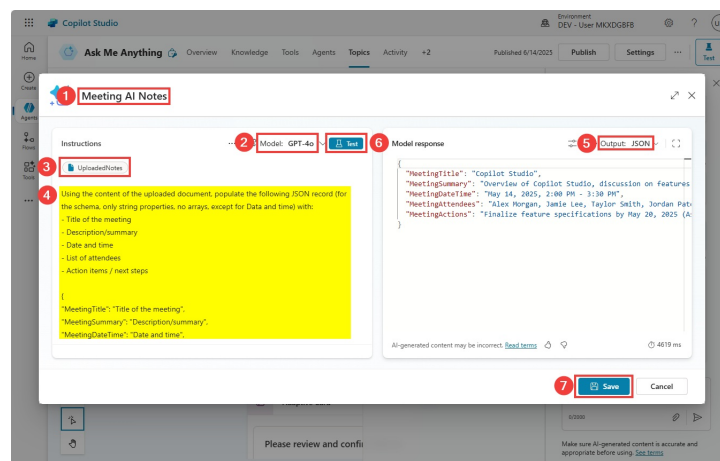 Copilot Studio
Environment
DEV - User MKXDGBFB
Home
Ask Me Anything
Overview
Knowledge
Tools
Agents
Topics
Activity
+2
Published 6/14/2025
Publish
Settings
...
Test
Create
Agents
Flows
Tools
...
1
Meeting AI Notes
Instructions
...
2
Model: GPT-4o
Test
6
Model response
5
Output: JSON
3
UploadedNotes
4
Using the content of the uploaded document, populate the following JSON record (for
the schema, only string properties, no arrays, except for Data and time) with:
- Title of the meeting
- Description/summary
- Date and time
- List of attendees
- Action items / next steps
{
"MeetingTitle": "Title of the meeting",
"MeetingSummary": "Description/summary",
"MeetingDateTime": "Date and time",
{
"MeetingTitle": "Copilot Studio",
"MeetingSummary": "Overview of Copilot Studio, discussion on features
"MeetingDateTime": "May 14, 2025, 2:00 PM - 3:30 PM",
"MeetingAttendees": "Alex Morgan, Jamie Lee, Taylor Smith, Jordan Pat
"MeetingActions": "Finalize feature specifications by May 20, 2025 (A
}
AI-generated content may be incorrect. Read terms
4619 ms
7
Save
Cancel
Please review and confi
0/2000
Make sure AI-generated content is accurate and
appropriate before using. See terms